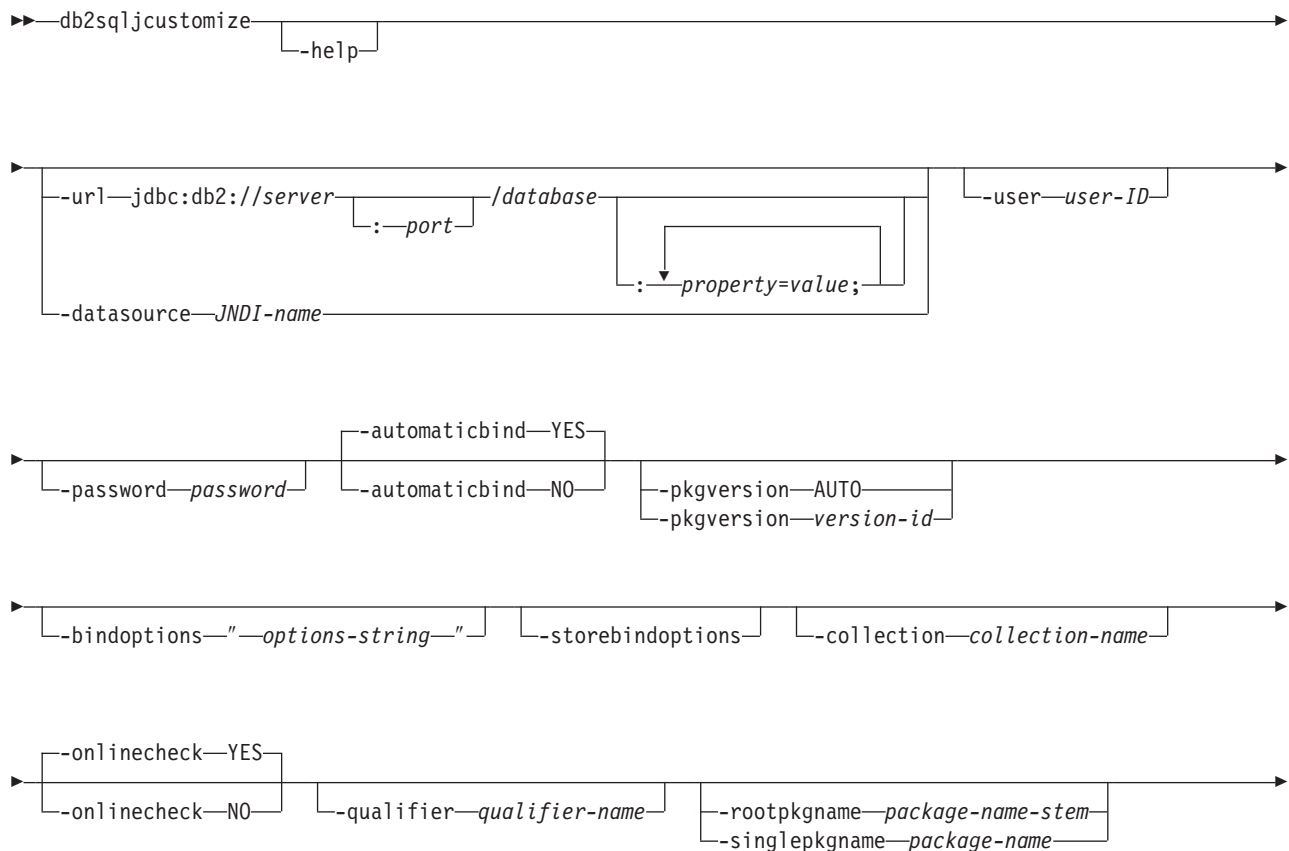 db2sqljcustomize
-help
-url jdbc:db2://server /database -user user-ID
: port
: property=value;
-datasource JNDI-name
-automaticbind YES
-password password -automaticbind NO -pkgversion AUTO
-pkgversion version-id
-bindoptions " options-string " -storebindoptions -collection collection-name
-onlinecheck YES
-onlinecheck NO -qualifier qualifier-name -rootpkgname package-name-stem
-singlepkgname package-name